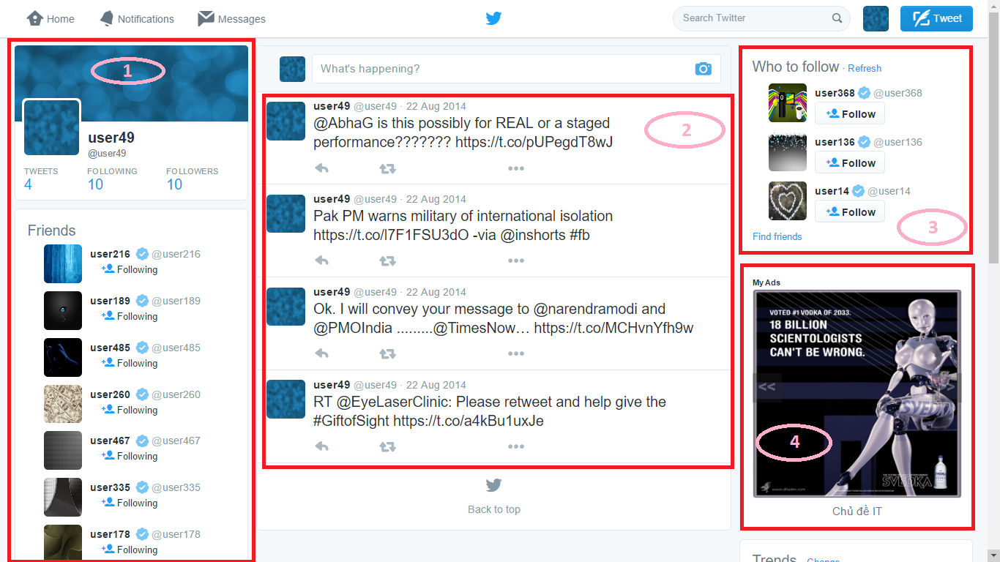 Home Notifications Messages Search Twitter Tweet
1
user49
@user49
TWEETS FOLLOWING FOLLOWERS
4 10 10
Friends
user216 @user216
Following
user189 @user189
Following
user485 @user485
Following
user260 @user260
Following
user467 @user467
Following
user335 @user335
Following
user178 @user178
Following
What's happening?
2
user49 @user49 · 22 Aug 2014
@AbhaG is this possibly for REAL or a staged
performance??????? https://t.co/pUPegdT8wJ
user49 @user49 · 22 Aug 2014
Pak PM warns military of international isolation
https://t.co/l7F1FSU3dO -via @inshorts #fb
user49 @user49 · 22 Aug 2014
Ok. I will convey your message to @narendramodi and
@PMOIndia .........@TimesNow… https://t.co/MCHvnYfh9w
user49 @user49 · 22 Aug 2014
RT @EyeLaserClinic: Please retweet and help give the
#GiftofSight https://t.co/a4kBu1uxJe
Back to top
Who to follow · Refresh
user368 @user368
Follow
user136 @user136
Follow
user14 @user14
Follow
3
Find friends
My Ads
VOTED #1 VODKA OF 2033.
18 BILLION
SCIENTOLOGISTS
CAN'T BE WRONG.
<< >>
SVEDKA
4
SVEDKA
www.dhadm.com
Chủ đề IT
Trends · Change